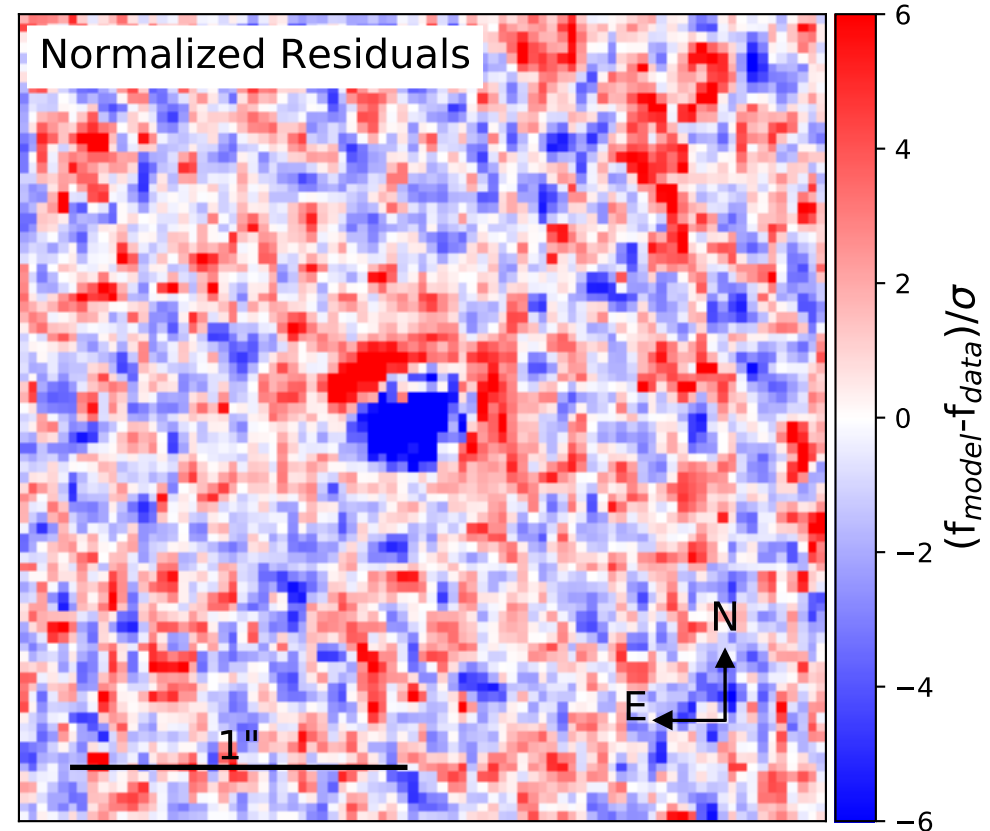 Normalized Residuals
6
4
2
0
−2
−4
−6
(f_model-f_data)/σ
N
E
1"